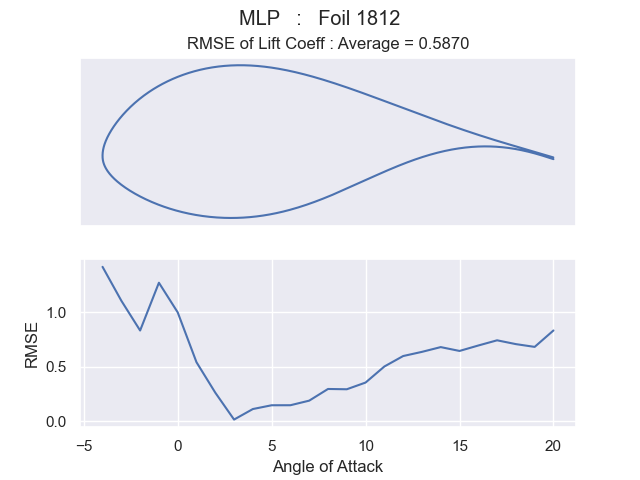 MLP   :   Foil 1812
RMSE of Lift Coeff : Average = 0.5870
1.0
0.5
0.0
RMSE
−5 0 5 10 15 20
Angle of Attack